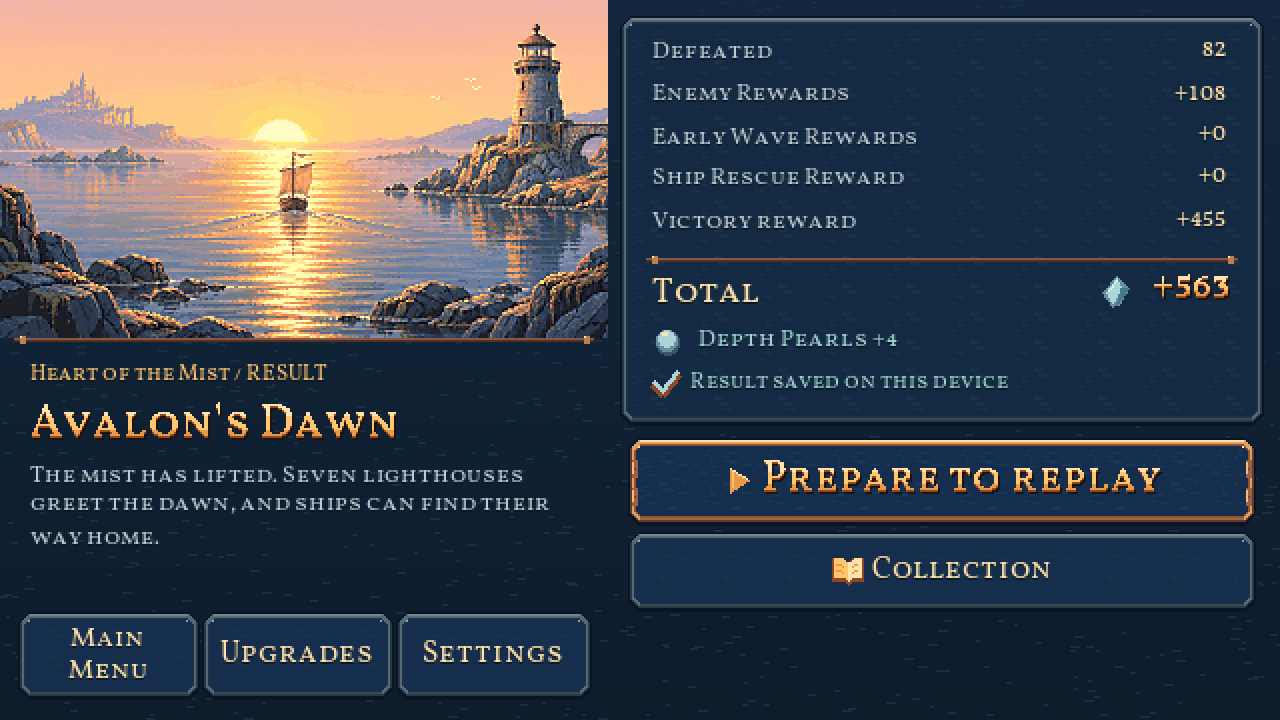 Heart of the Mist / RESULT
Avalon's Dawn
The mist has lifted. Seven lighthouses
greet the dawn, and ships can find their
way home.
Main
Menu
Upgrades
Settings
Defeated 82
Enemy Rewards +108
Early Wave Rewards +0
Ship Rescue Reward +0
Victory reward +455
Total +563
Depth Pearls +4
Result saved on this device
Prepare to replay
Collection